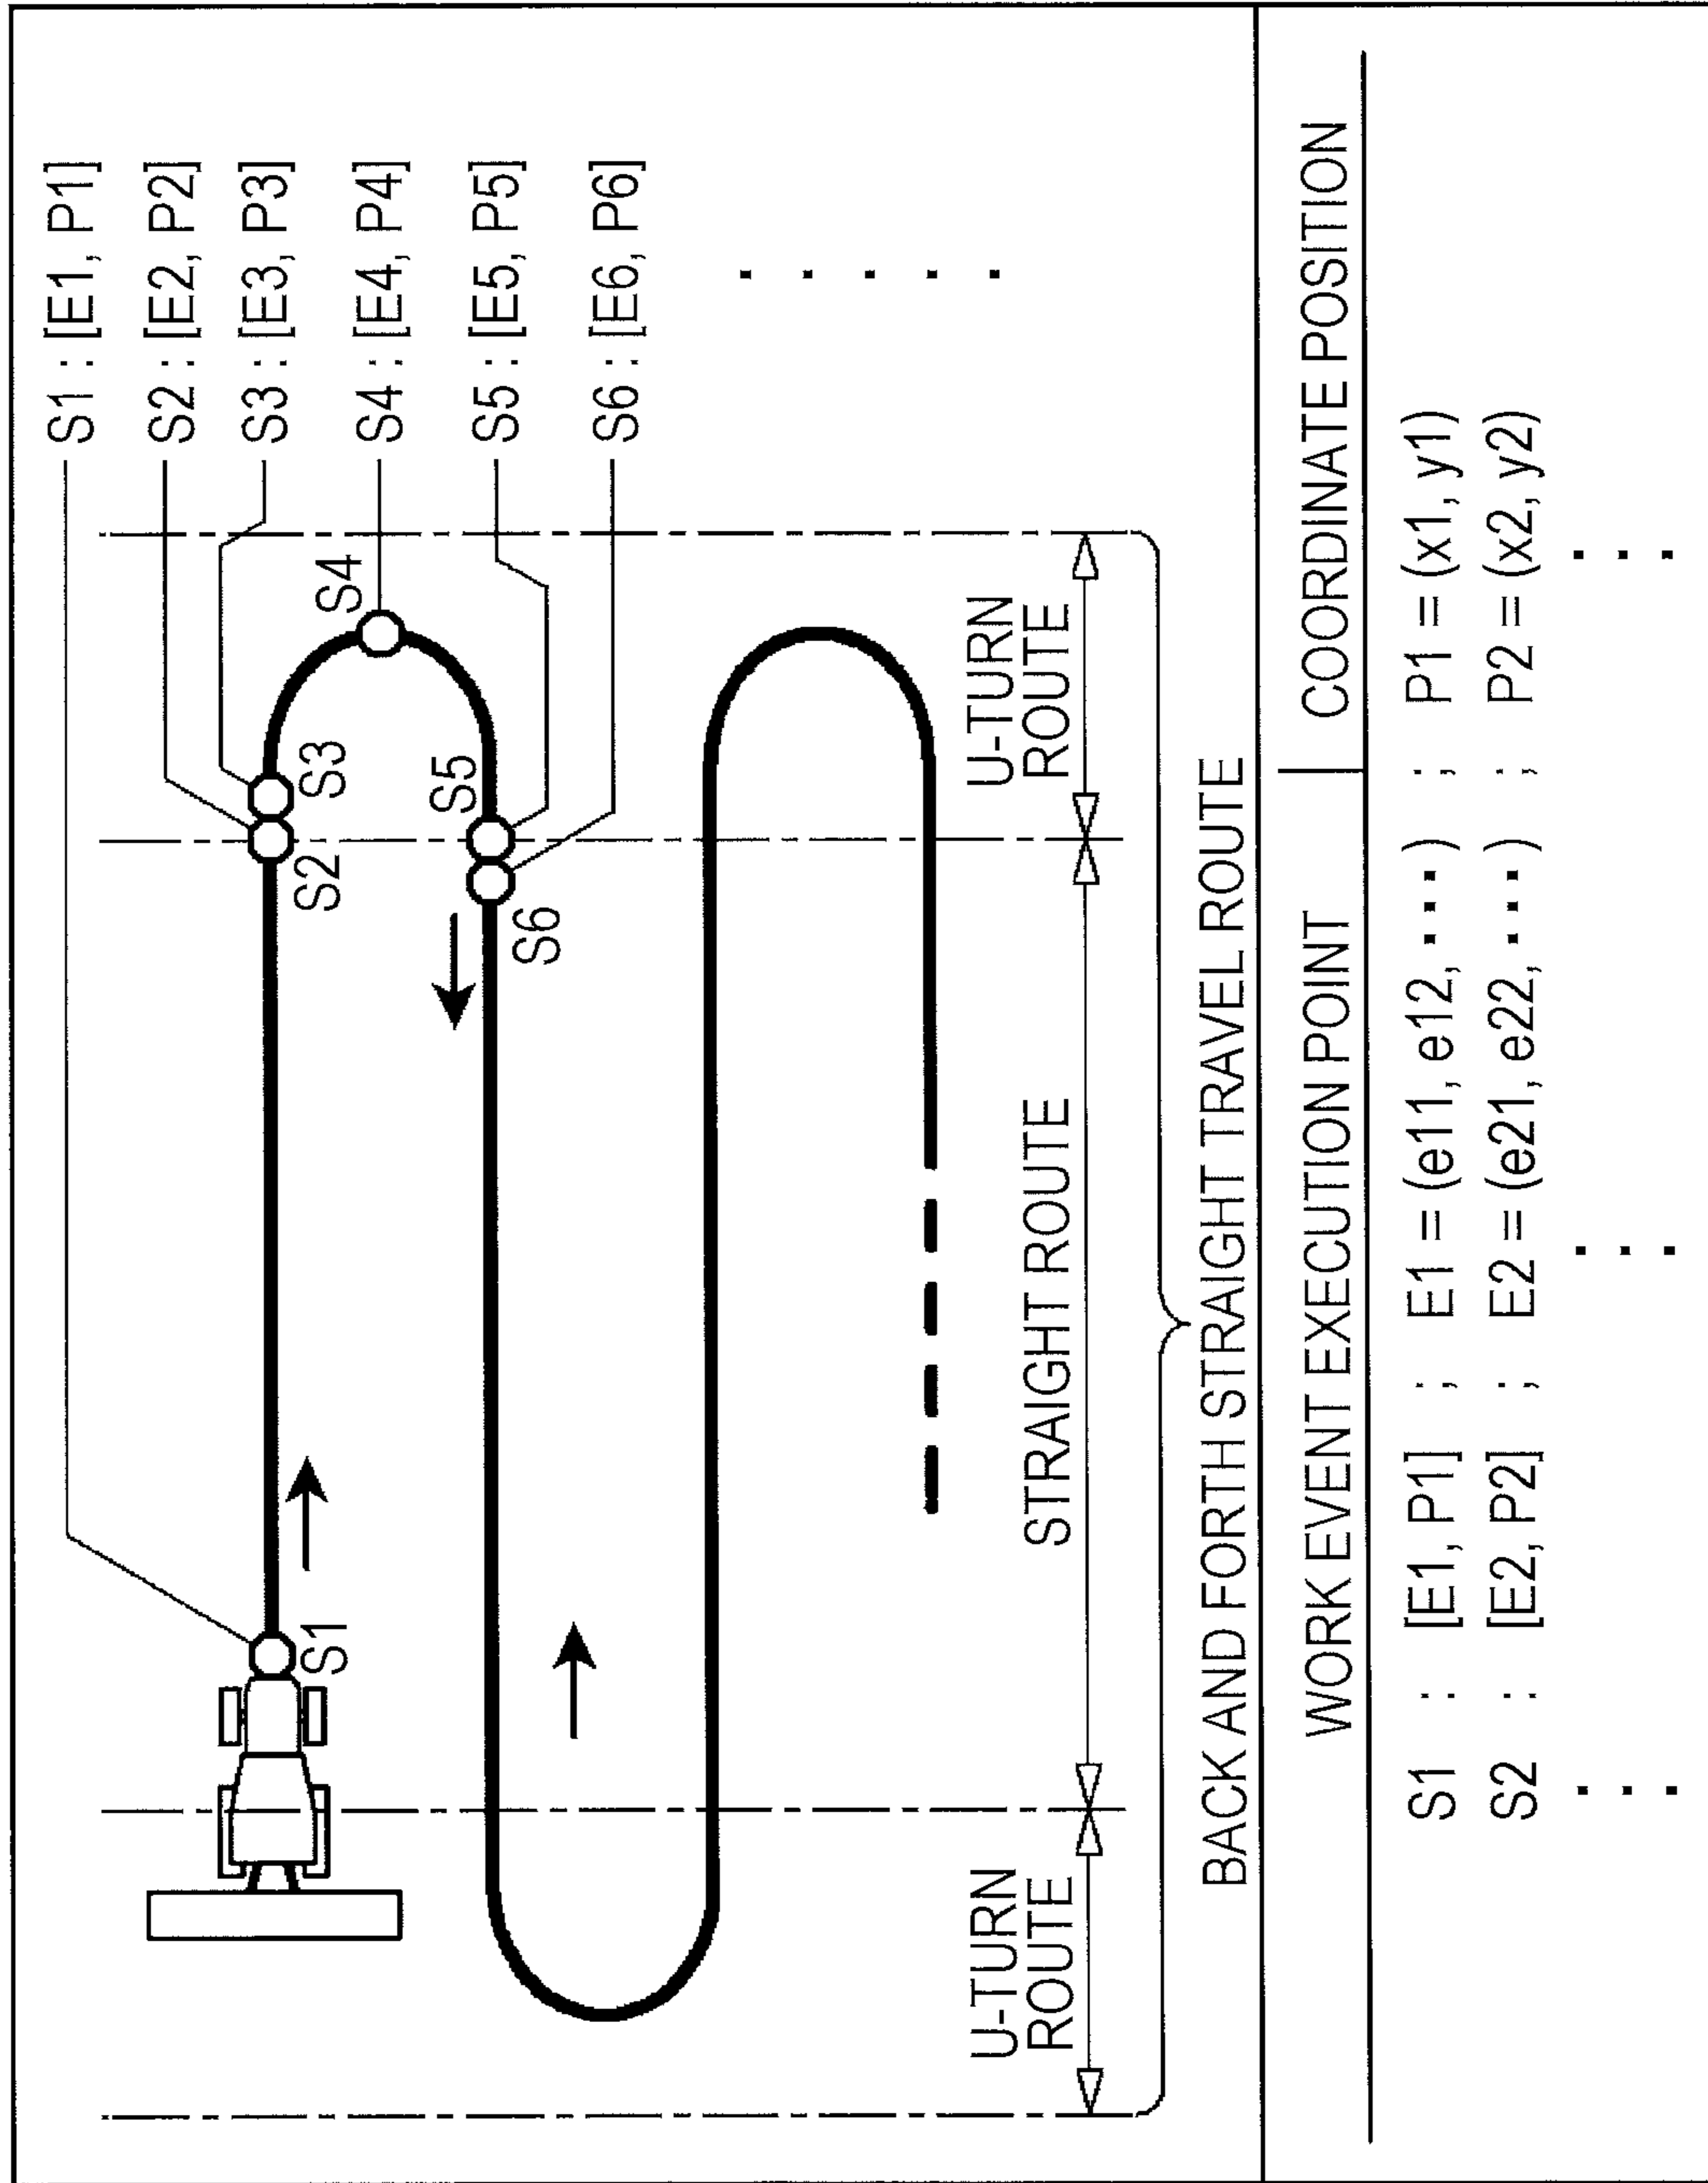 S1 : [E1, P1]
S2 : [E2, P2]
S3 : [E3, P3]
S4 : [E4, P4]
S5 : [E5, P5]
S6 : [E6, P6]
. . . . .
S1
S2
S3
S4
S5
S6
U-TURN
ROUTE
STRAIGHT ROUTE
U-TURN
ROUTE
BACK AND FORTH STRAIGHT TRAVEL ROUTE
WORK EVENT EXECUTION POINT COORDINATE POSITION
S1 : [E1, P1] ; E1 = (e11, e12, ···) ; P1 = (x1, y1)
S2 : [E2, P2] ; E2 = (e21, e22, ···) ; P2 = (x2, y2)
··· ··· ···